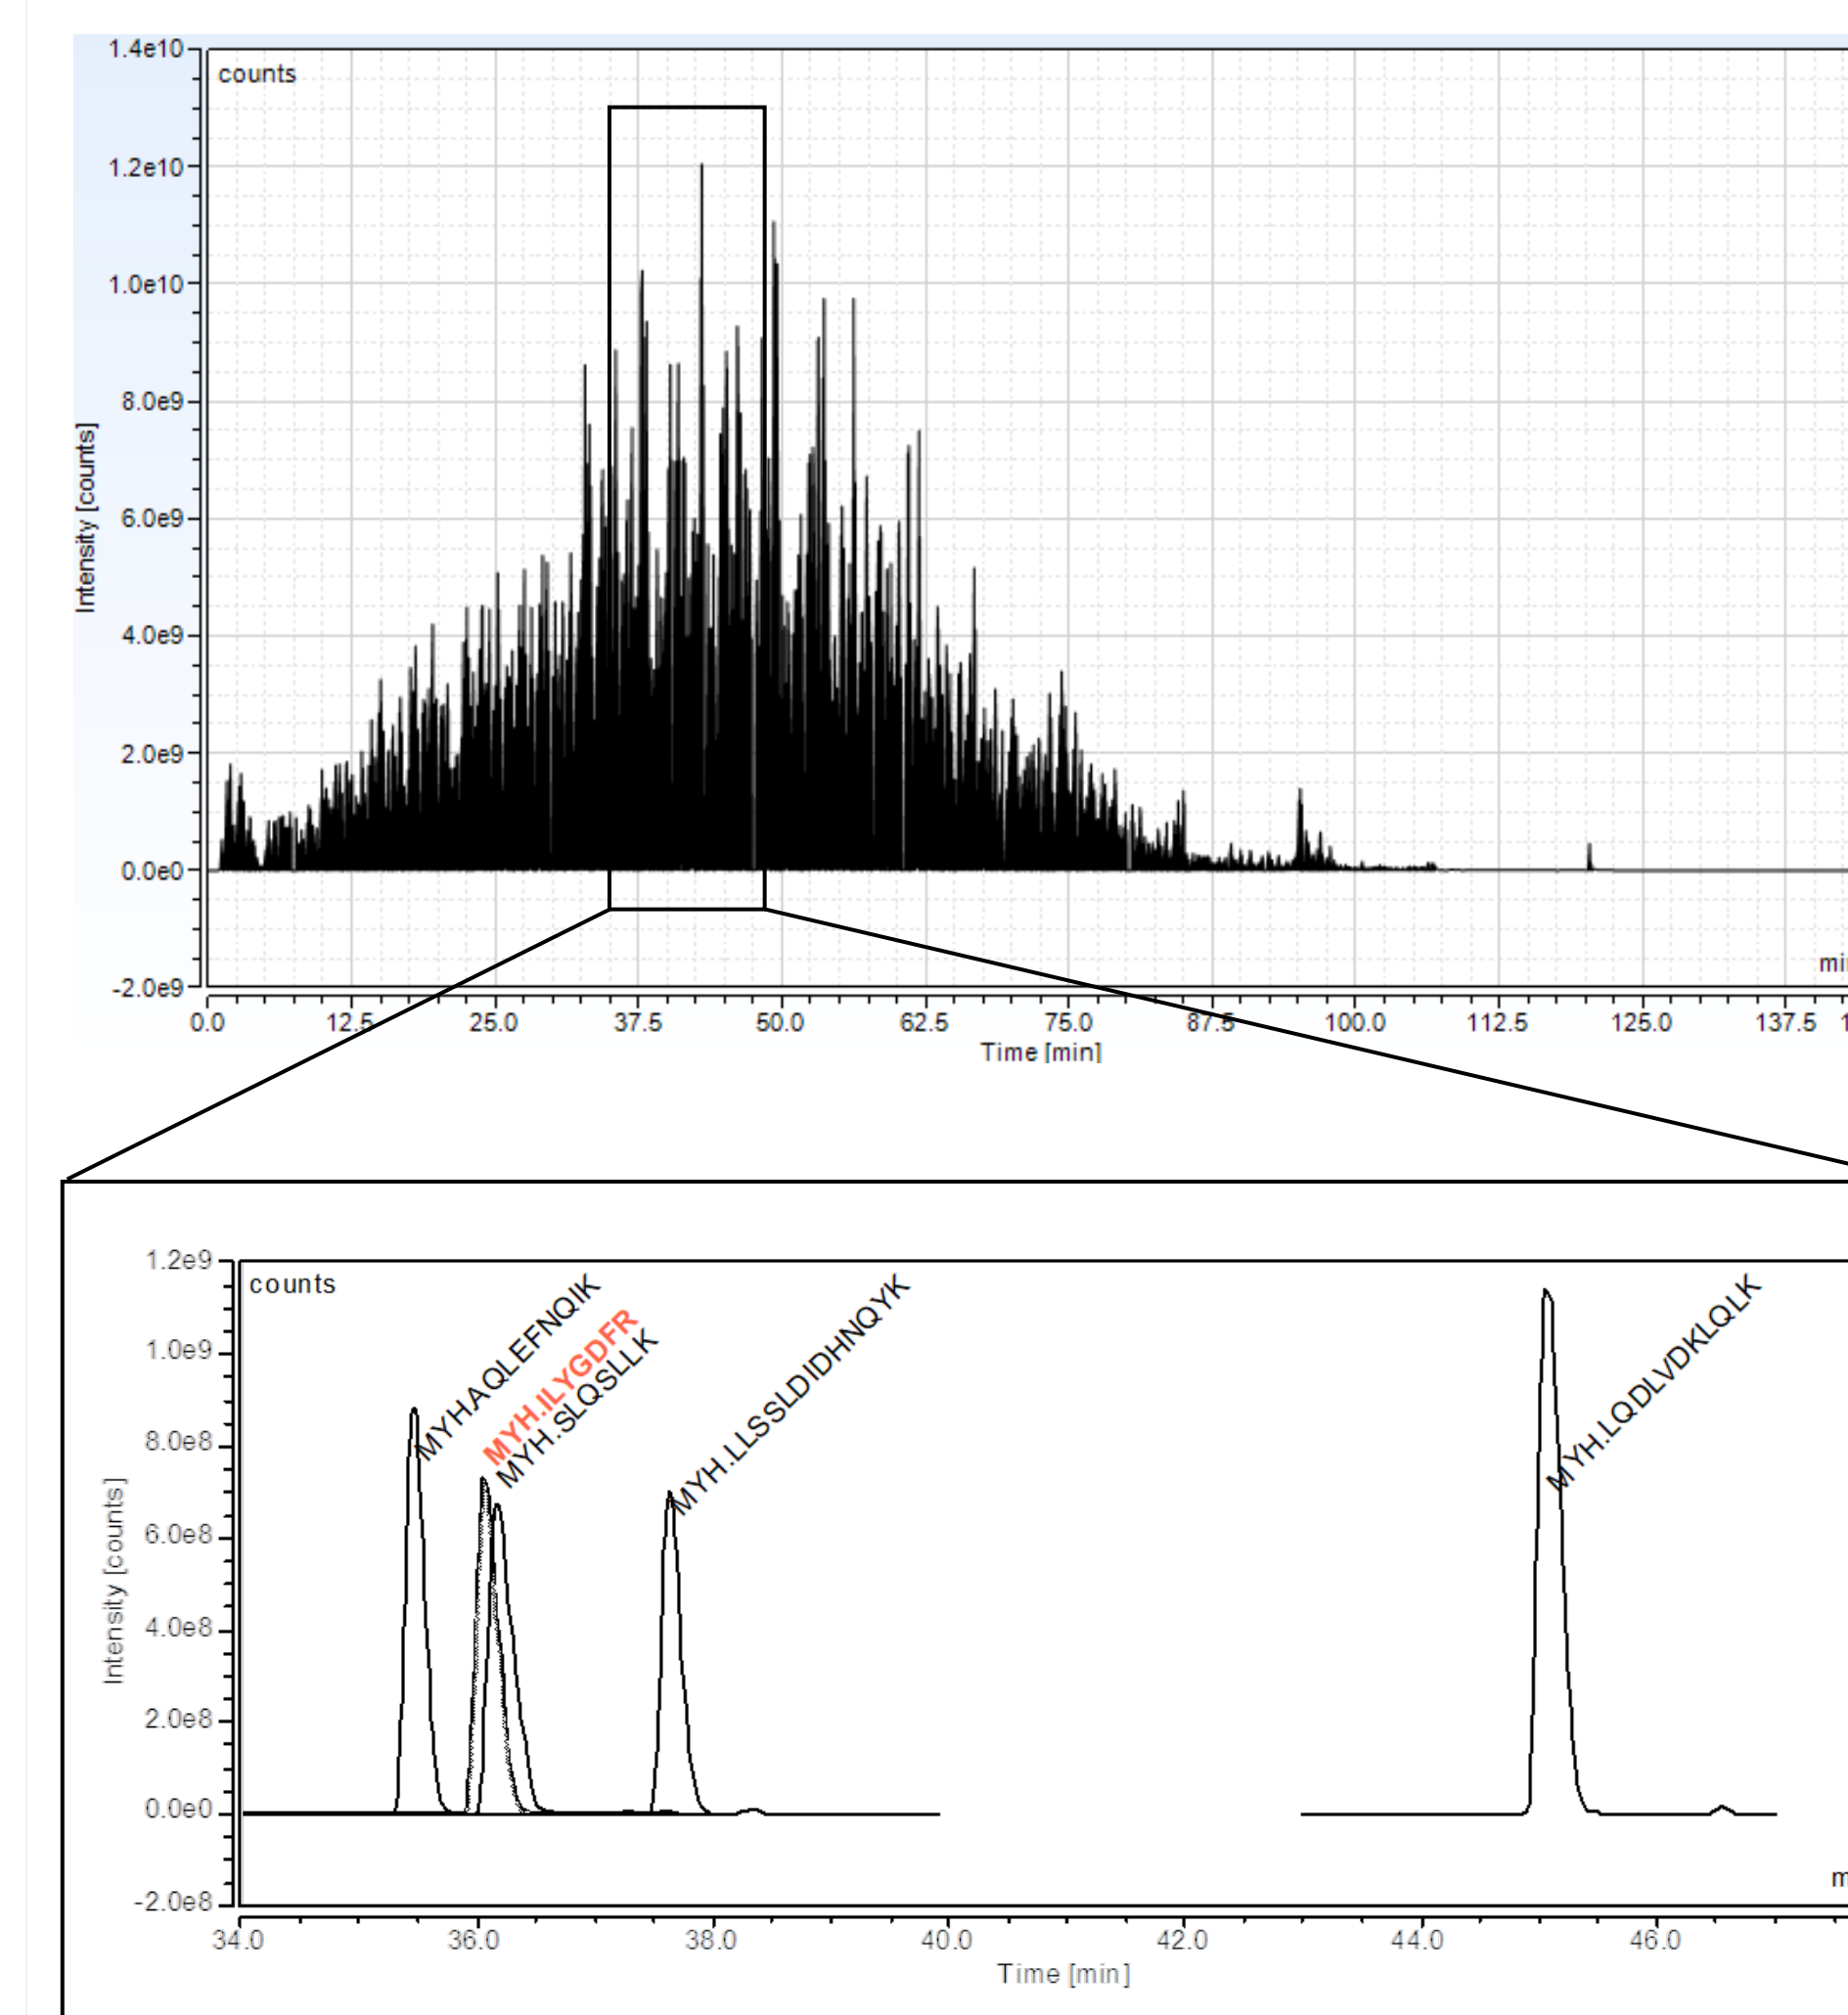 1.4e10
counts
1.2e10
1.0e10
8.0e9
6.0e9
4.0e9
2.0e9
0.0e0
-2.0e9
Intensity [counts]
0.0 12.5 25.0 37.5 50.0 62.5 75.0 87.5 100.0 112.5 125.0 137.5
Time [min]
1.2e9
counts
1.0e9
8.0e8
6.0e8
4.0e8
2.0e8
0.0e0
-2.0e8
Intensity [counts]
MYH.AQLEFNQIK
MYH.ILYGDFR
MYH.SLQSLLK
MYH.LLSSLDIDHNQYK
MYH.LQDLVDKLQLK
34.0 36.0 38.0 40.0 42.0 44.0 46.0
Time [min]